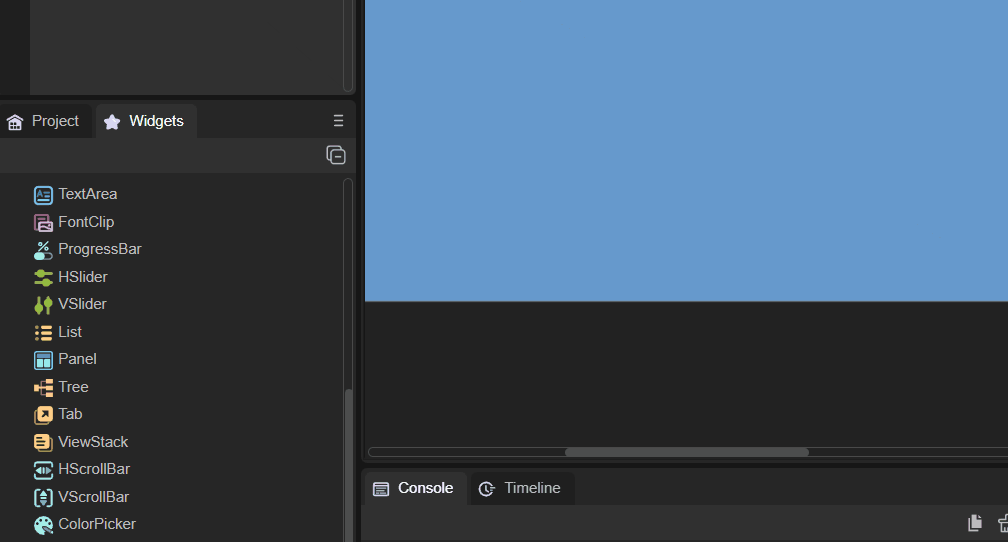 Project
Widgets
TextArea
FontClip
ProgressBar
HSlider
VSlider
List
Panel
Tree
Tab
ViewStack
HScrollBar
VScrollBar
ColorPicker
Console
Timeline